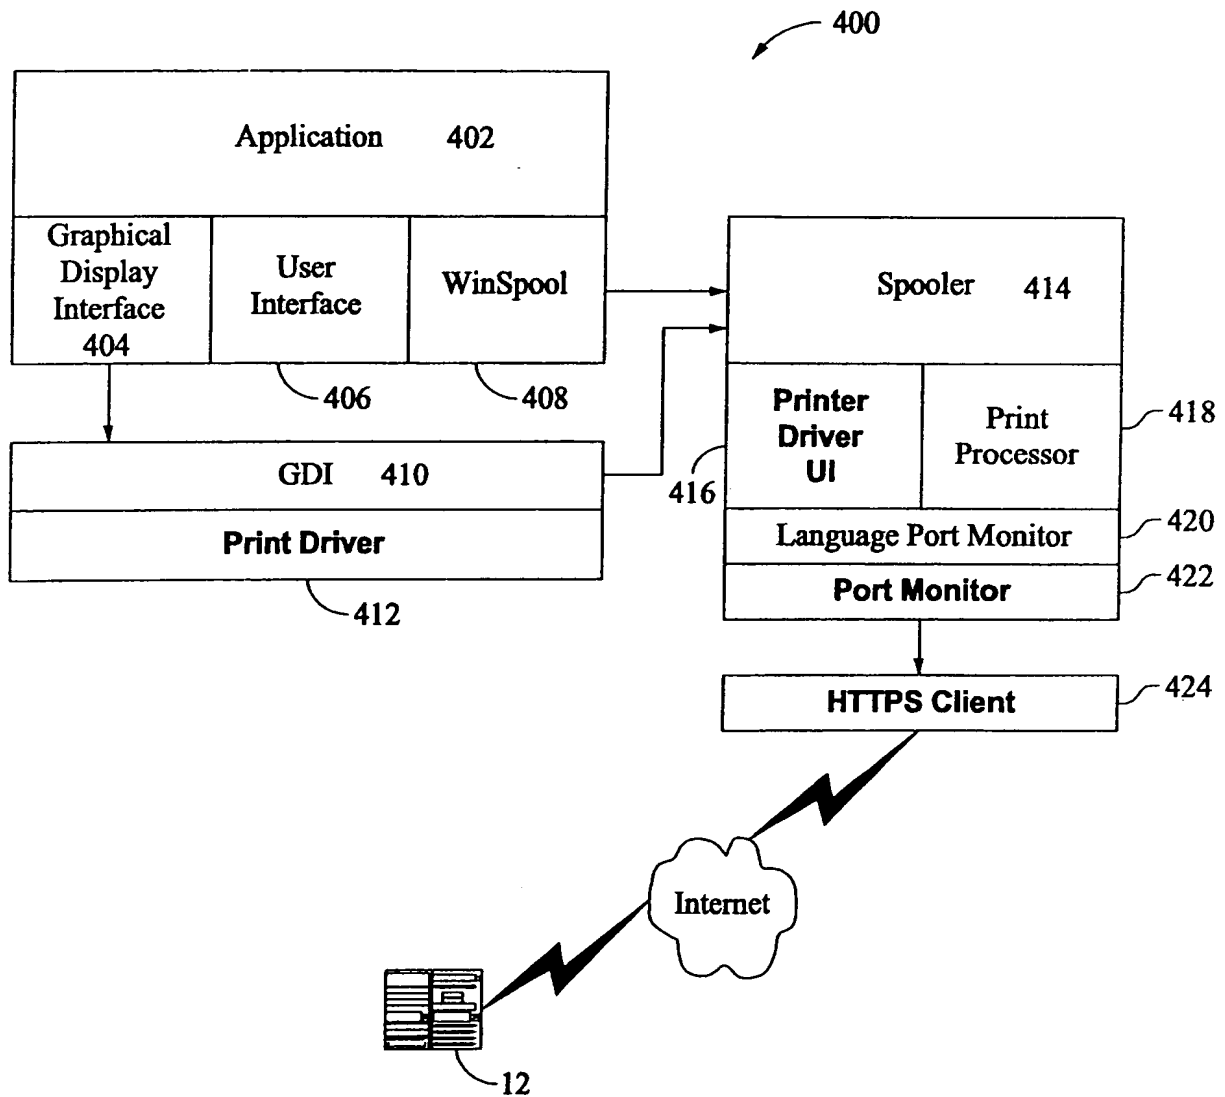 400
Application 402
Graphical
Display
Interface
404
User
Interface
WinSpool
406
408
GDI 410
Print Driver
412
Spooler 414
Printer
Driver
UI
416
Print
Processor
418
Language Port Monitor
420
Port Monitor
422
HTTPS Client
424
Internet
12